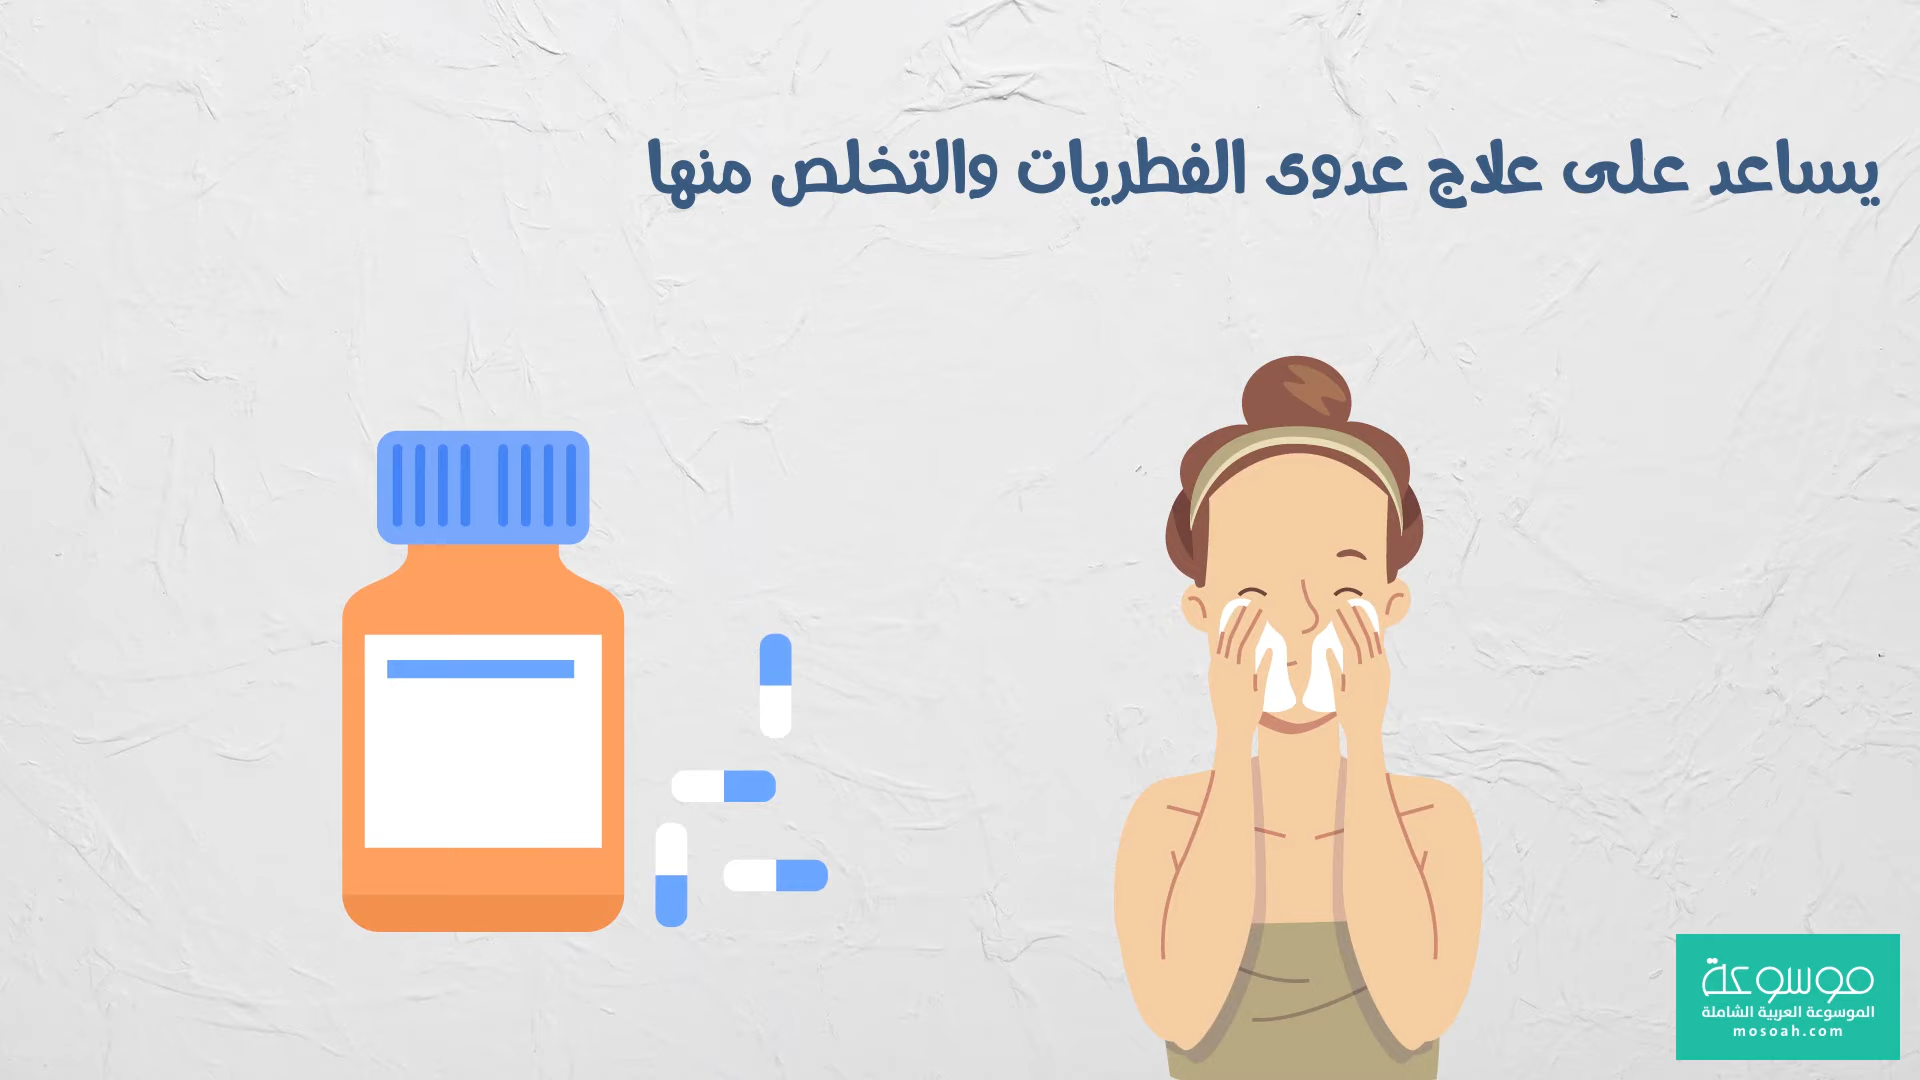 يساعد على علاج عدوى الفطريات والتخلص منها
موسوعة
الموسوعة العربية الشاملة
mosoah.com